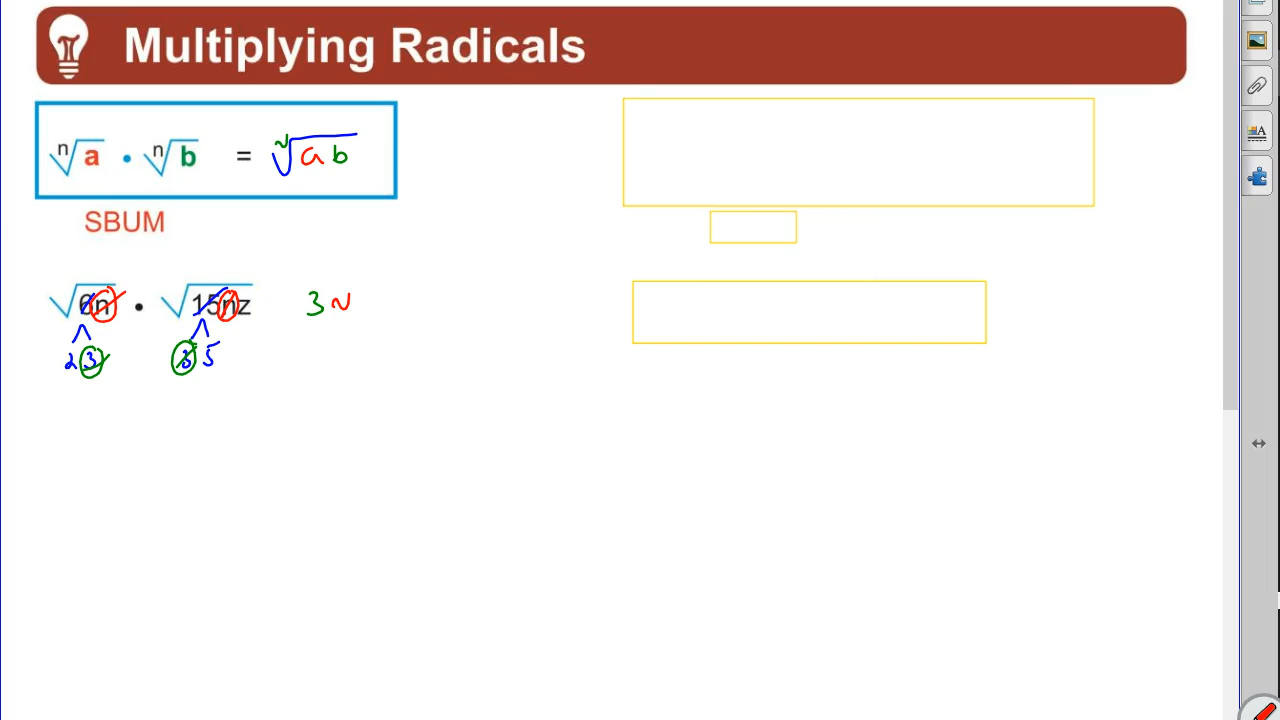 Multiplying Radicals
ⁿ√a • ⁿ√b = ⁿ√ab
SBUM
√6n • √15nz 3n
2 3 3 5